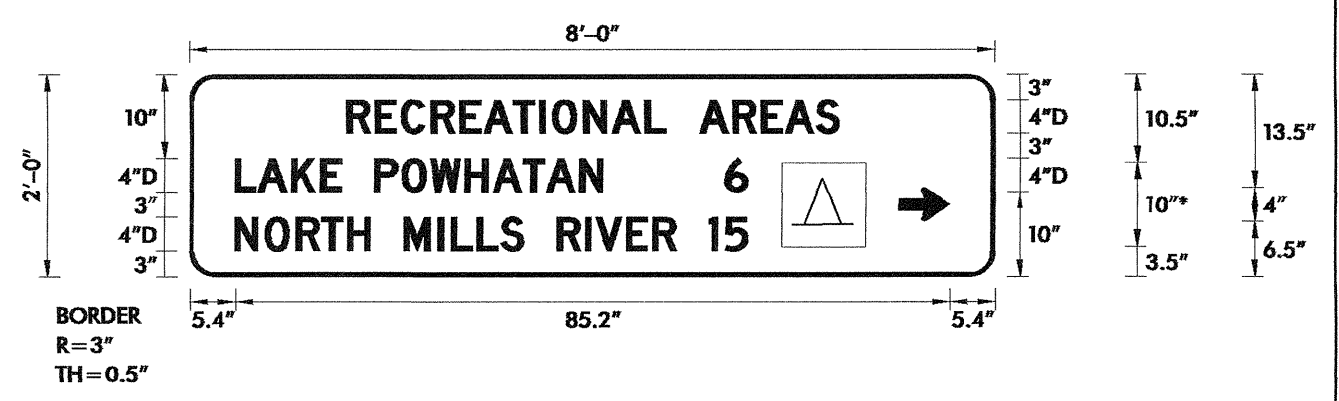 8'–0"
2'–0"
10"
4"D
3"
4"D
3"
RECREATIONAL AREAS
LAKE POWHATAN 6
NORTH MILLS RIVER 15
3"
4"D
3"
4"D
10"
10.5"
10"*
3.5"
13.5"
4"
6.5"
5.4"
85.2"
5.4"
BORDER
R=3"
TH=0.5"